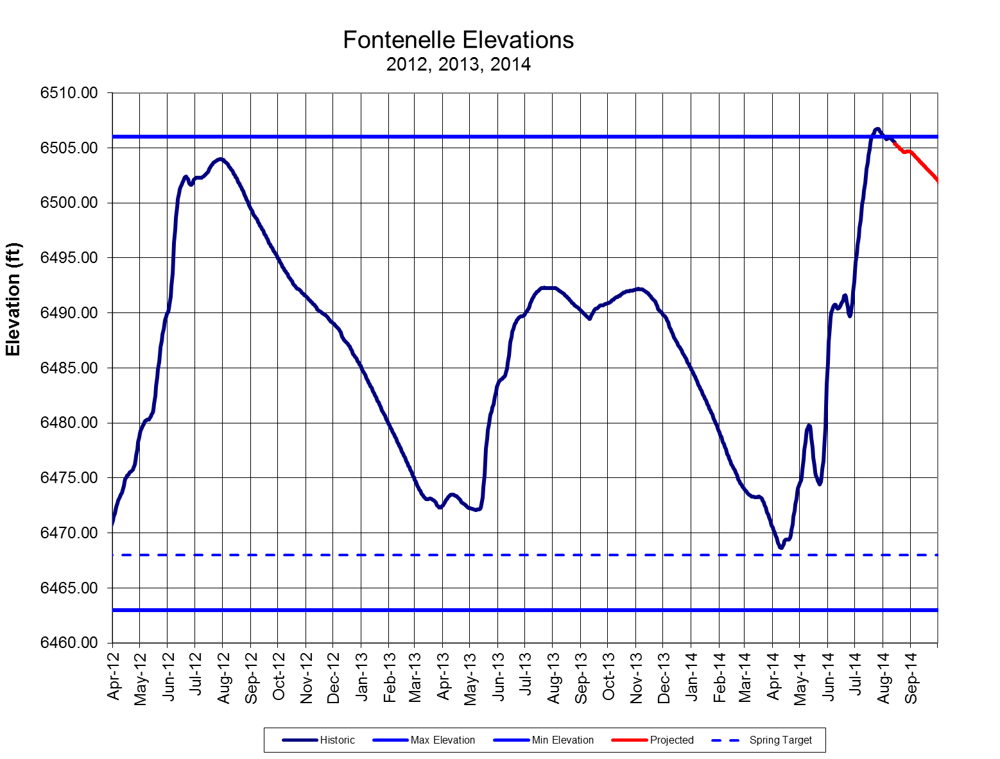 Fontenelle Elevations
2012, 2013, 2014
Elevation (ft)
6510.00
6505.00
6500.00
6495.00
6490.00
6485.00
6480.00
6475.00
6470.00
6465.00
6460.00
Apr-12
May-12
Jun-12
Jul-12
Aug-12
Sep-12
Oct-12
Nov-12
Dec-12
Jan-13
Feb-13
Mar-13
Apr-13
May-13
Jun-13
Jul-13
Aug-13
Sep-13
Oct-13
Nov-13
Dec-13
Jan-14
Feb-14
Mar-14
Apr-14
May-14
Jun-14
Jul-14
Aug-14
Sep-14
Historic Max Elevation Min Elevation Projected Spring Target